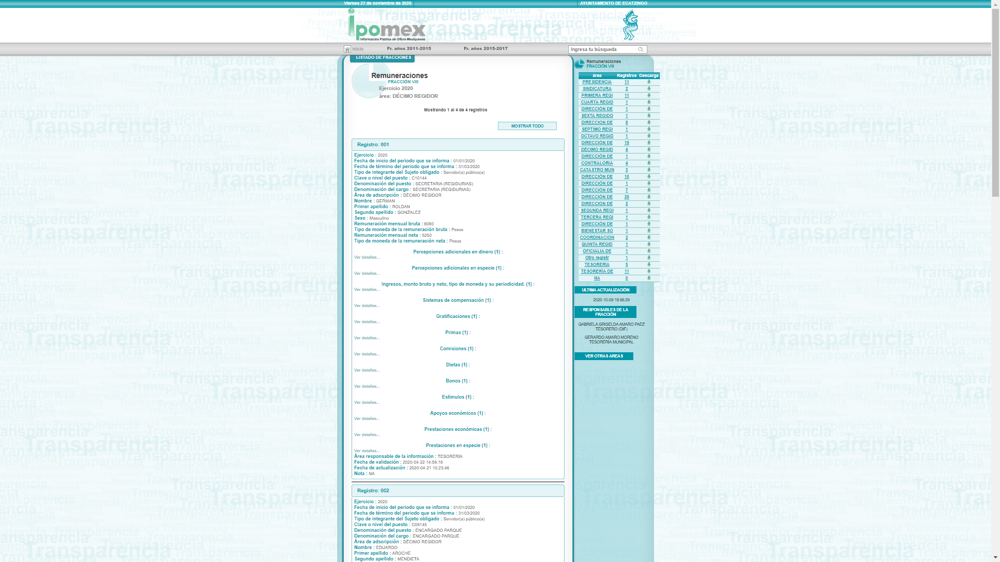 Viernes 27 de noviembre de 2020
AYUNTAMIENTO DE ECATZINGO
ipomex
Información Pública de Oficio Mexiquense
Inicio
Fr. años 2011-2015
Fr. años 2015-2017
Ingresa tu búsqueda
LISTADO DE FRACCIONES
Remuneraciones
FRACCIÓN VIII
Ejercicio 2020
área: DÉCIMO REGIDOR
Mostrando 1 al 4 de 4 registros
MOSTRAR TODO
Registro: 001
Ejercicio : 2020
Fecha de inicio del periodo que se informa : 01/01/2020
Fecha de término del periodo que se informa : 31/03/2020
Tipo de integrante del Sujeto obligado : Servidor(a) público(a)
Clave o nivel del puesto : C10144
Denominación del puesto : SECRETARIA (REGIDURIAS)
Denominación del cargo : SECRETARIA (REGIDURIAS)
Área de adscripción : DÉCIMO REGIDOR
Nombre : GERMAN
Primer apellido : ROLDAN
Segundo apellido : GONZALEZ
Sexo : Masculino
Remuneración mensual bruta : 6080
Tipo de moneda de la remuneración bruta : Pesos
Remuneración mensual neta : 5250
Tipo de moneda de la remuneración neta : Pesos
Percepciones adicionales en dinero (1) :
Ver detalles...
Percepciones adicionales en especie (1) :
Ver detalles...
Ingresos, monto bruto y neto, tipo de moneda y su periodicidad. (1) :
Ver detalles...
Sistemas de compensación (1) :
Ver detalles...
Gratificaciones (1) :
Ver detalles...
Primas (1) :
Ver detalles...
Comisiones (1) :
Ver detalles...
Dietas (1) :
Ver detalles...
Bonos (1) :
Ver detalles...
Estímulos (1) :
Ver detalles...
Apoyos económicos (1) :
Ver detalles...
Prestaciones económicas (1) :
Ver detalles...
Prestaciones en especie (1) :
Ver detalles...
Área responsable de la información : TESORERÍA
Fecha de validación : 2020-04-22 14:59:18
Fecha de actualización : 2020-04-21 10:23:46
Nota : NA
Registro: 002
Ejercicio : 2020
Fecha de inicio del periodo que se informa : 01/01/2020
Fecha de término del periodo que se informa : 31/03/2020
Tipo de integrante del Sujeto obligado : Servidor(a) público(a)
Clave o nivel del puesto : C09145
Denominación del puesto : ENCARGADO PARQUE
Denominación del cargo : ENCARGADO PARQUE
Área de adscripción : DÉCIMO REGIDOR
Nombre : EDUARDO
Primer apellido : AROCHE
Segundo apellido : MENDIETA
Remuneraciones
FRACCIÓN VIII
área Registros Descarga
PRESIDENCIA 11
SINDICATURA 2
PRIMERA REGI 11
CUARTA REGID 1
DIRECCIÓN DE 1
SEXTA REGIDO 1
DIRECCION DE 8
SEPTIMO REGI 1
OCTAVO REGID 1
DIRECCIÓN DE 19
DÉCIMO REGID 4
DIRECCIÓN DE 1
CONTRALORIA 4
CATASTRO MUN 3
DIRECCIÓN DE 10
DIRECCIÓN DE 1
DIRECCIÓN DE 7
DIRECCIÓN DE 35
DIRECCION DE 2
SEGUNDA REGI 1
TERCERA REGI 1
DIRECCIÓN DE 1
BIENESTAR SO 1
COORDINACION 2
QUINTA REGID 1
OFICIALIA DE 1
Otro registr 1
TESORERÍA 5
TESORERÍA DE 11
NA 0
ULTIMA ACTUALIZACIÓN
2020-10-09 18:56:29
RESPONSABLES DE LA
FRACCIÓN
GABRIELA GRISELDA AMARO PAEZ
TESORERO (DIF)
GERARDO AMARO MORENO
TESORERÍA MUNICIPAL
VER OTRAS AREAS